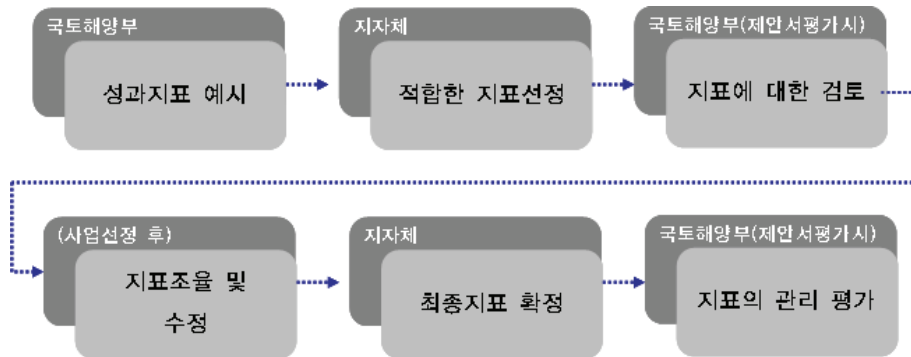 국토해양부
성과지표 예시
지자체
적합한 지표선정
국토해양부(제안서평가시)
지표에 대한 검토
(사업선정 후)
지표조율 및
수정
지자체
최종지표 확정
국토해양부(제안서평가시)
지표의 관리 평가